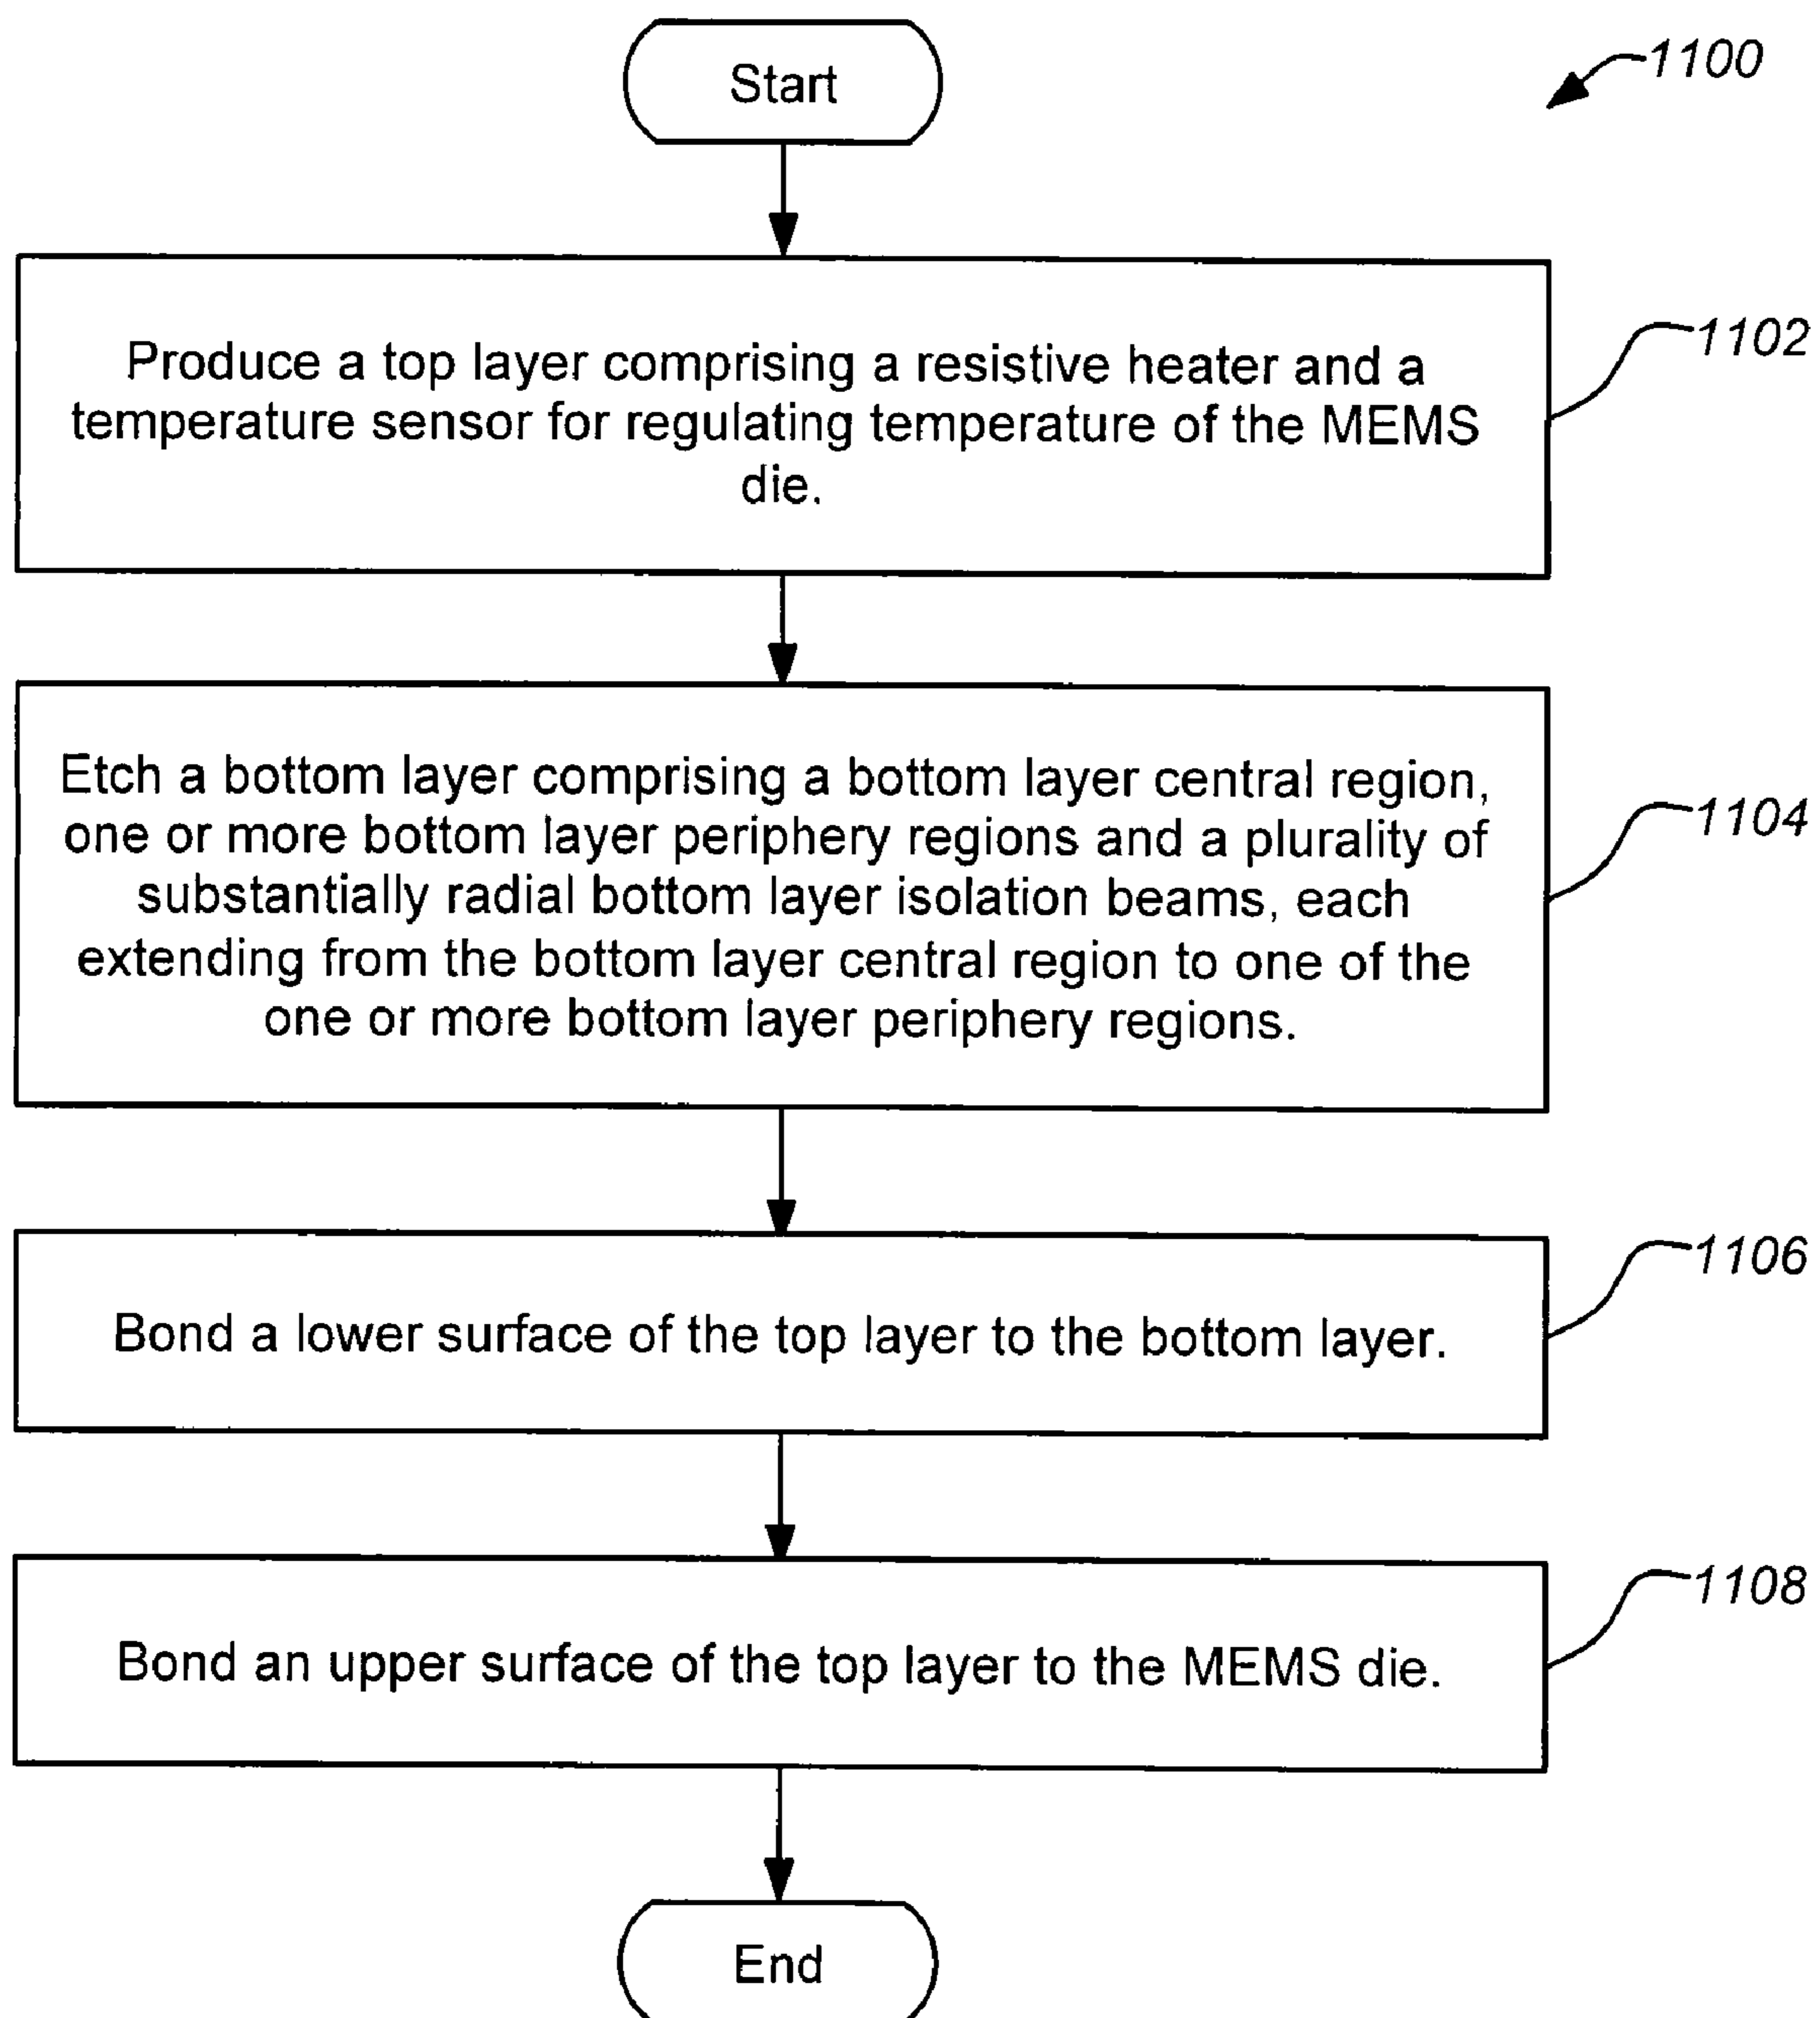 Start
1100
Produce a top layer comprising a resistive heater and a
temperature sensor for regulating temperature of the MEMS
die.
1102
Etch a bottom layer comprising a bottom layer central region,
one or more bottom layer periphery regions and a plurality of
substantially radial bottom layer isolation beams, each
extending from the bottom layer central region to one of the
one or more bottom layer periphery regions.
1104
Bond a lower surface of the top layer to the bottom layer.
1106
Bond an upper surface of the top layer to the MEMS die.
1108
End